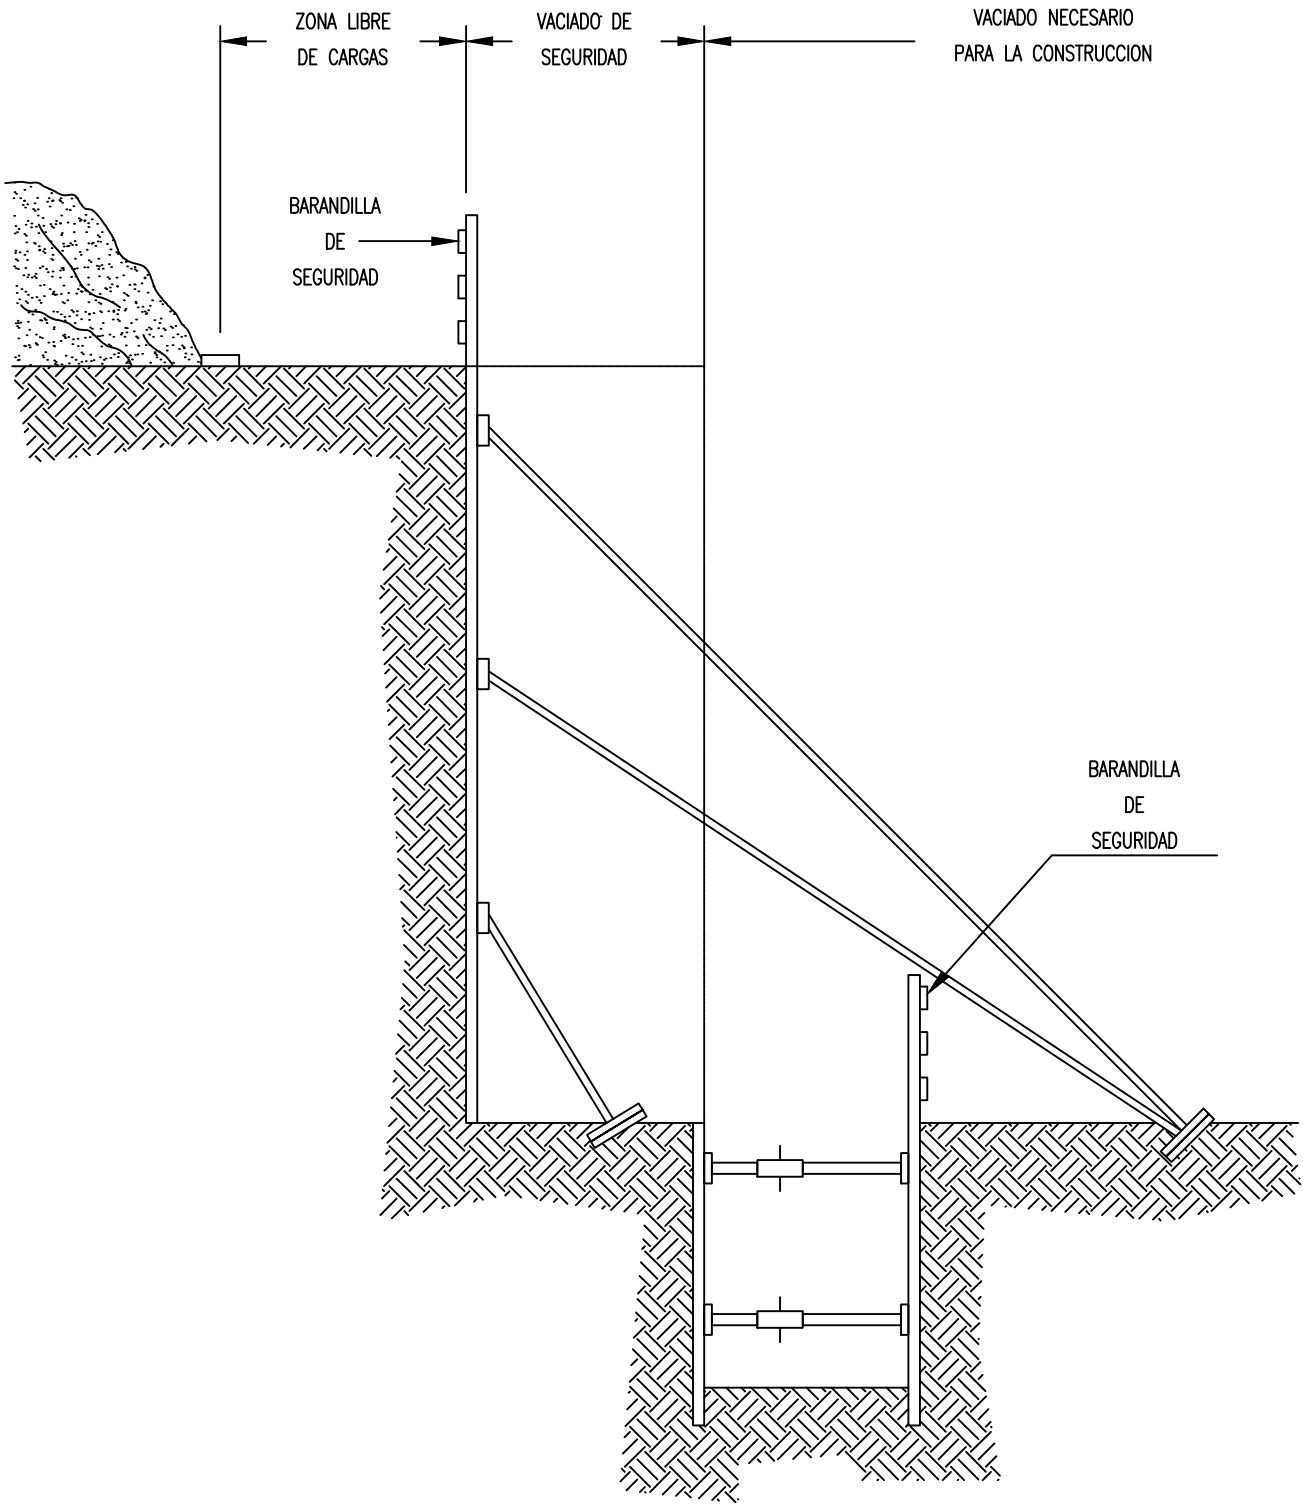 ZONA LIBRE
DE CARGAS
VACIADO DE
SEGURIDAD
VACIADO NECESARIO
PARA LA CONSTRUCCION
BARANDILLA
DE
SEGURIDAD
BARANDILLA
DE
SEGURIDAD